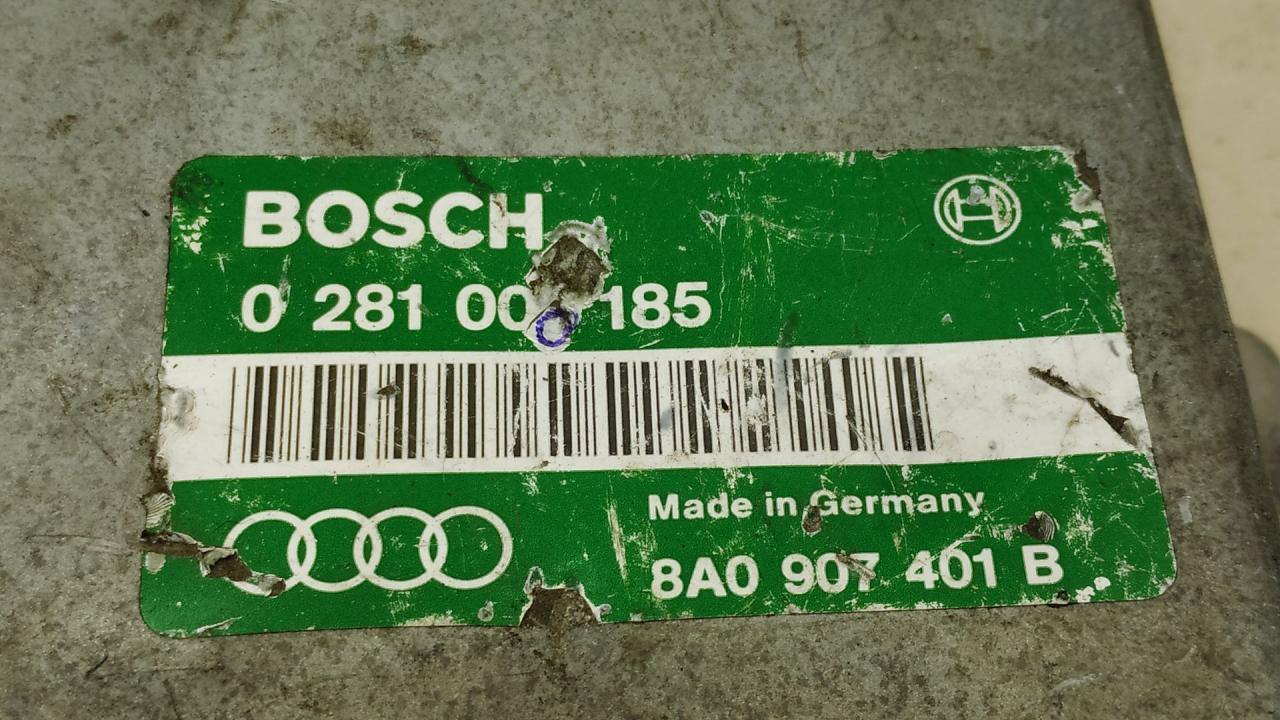 BOSCH
0 281 00 185
Made in Germany
8A0 907 401 B